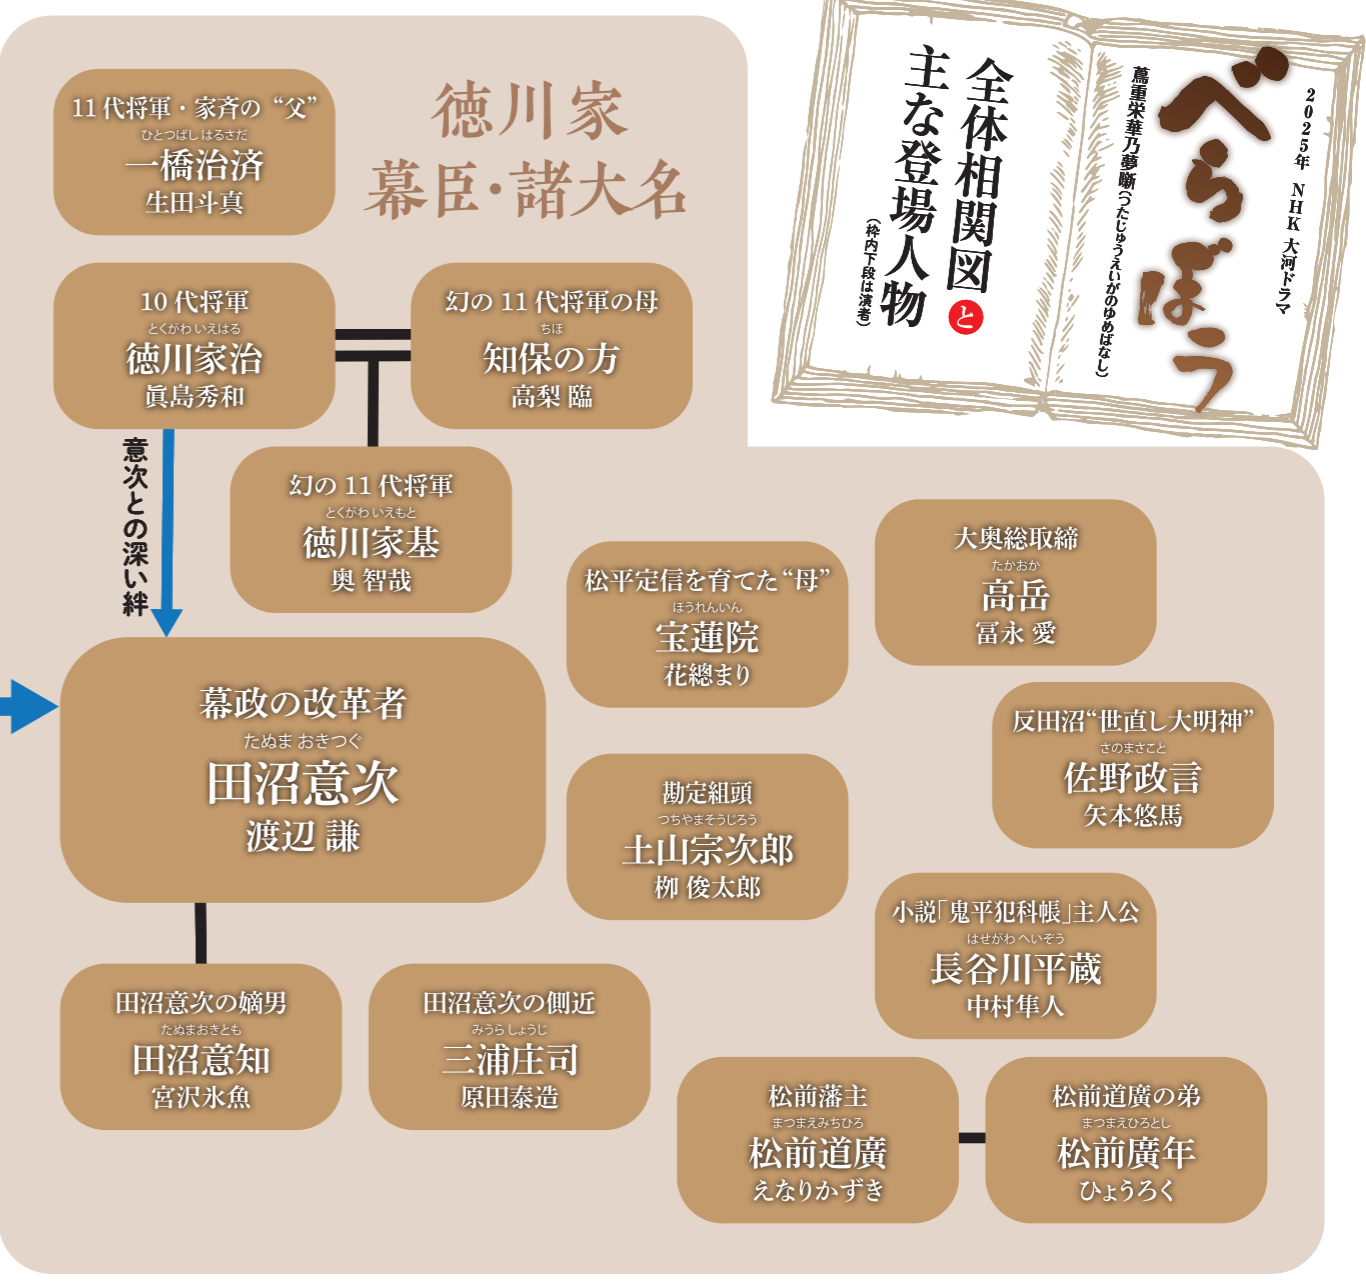 2025年 NHK 大河ドラマ
べらぼう
蔦重栄華乃夢噺(つたじゅうえいがのゆめばなし)
全体相関図と
主な登場人物
(枠内下段は演者)
徳川家
幕臣・諸大名
11代将軍・家斉の“父”
ひとつばし はるさだ
一橋治済
生田斗真
10代将軍
とくがわ いえはる
徳川家治
眞島秀和
幻の11代将軍の母
ちほ
知保の方
高梨 臨
意次との深い絆
幻の11代将軍
とくがわ いえもと
徳川家基
奥 智哉
松平定信を育てた“母”
ほうれんいん
宝蓮院
花總まり
大奥総取締
たかおか
高岳
冨永 愛
幕政の改革者
たぬま おきつぐ
田沼意次
渡辺 謙
反田沼“世直し大明神”
さのまさこと
佐野政言
矢本悠馬
勘定組頭
つちやまそうじろう
土山宗次郎
栁 俊太郎
小説「鬼平犯科帳」主人公
はせがわ へいぞう
長谷川平蔵
中村隼人
田沼意次の嫡男
たぬまおきとも
田沼意知
宮沢氷魚
田沼意次の側近
みうら しょうじ
三浦庄司
原田泰造
松前藩主
まつまえみちひろ
松前道廣
えなりかずき
松前道廣の弟
まつまえひろとし
松前廣年
ひょうろく